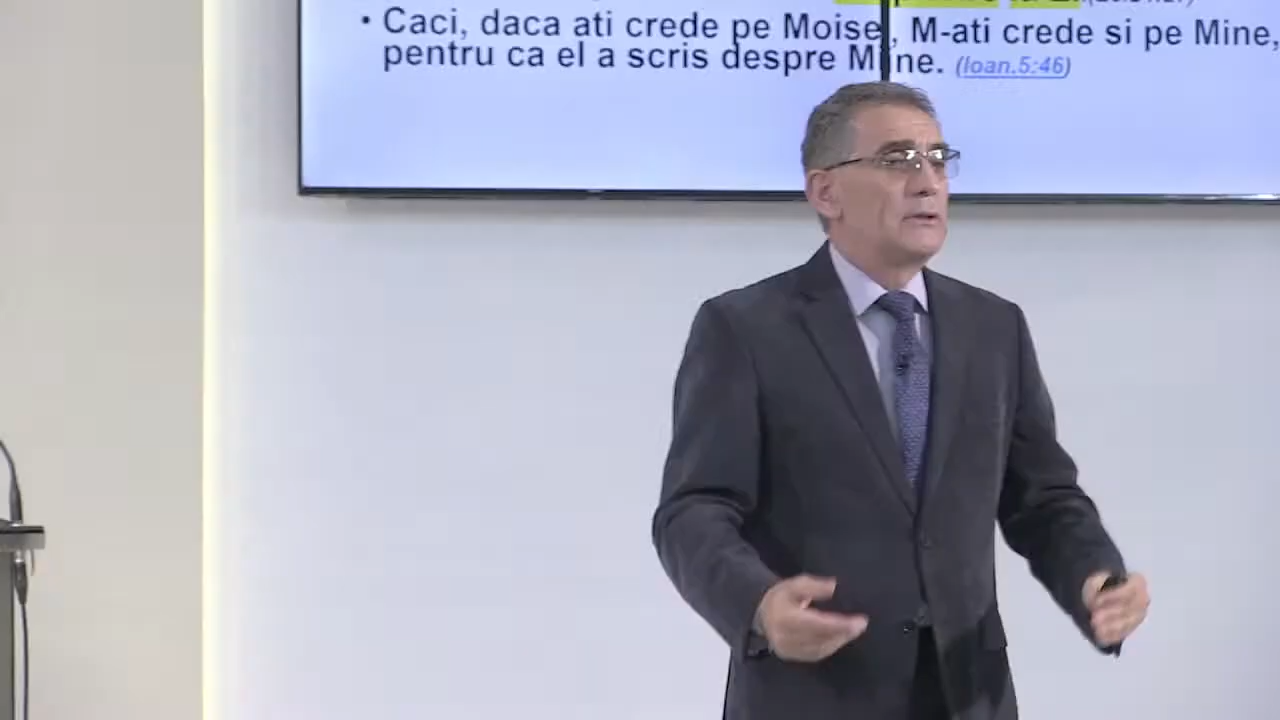 • Caci, daca ati crede pe Moise, M-ati crede si pe Mine,
pentru ca el a scris despre Mine. (Ioan.5:46)